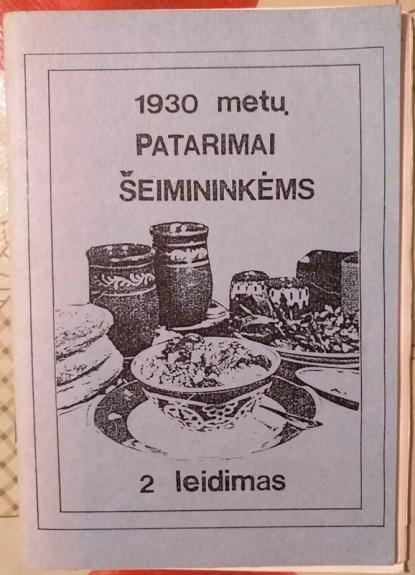 1930 metų
PATARIMAI
ŠEIMININKĖMS
2 leidimas